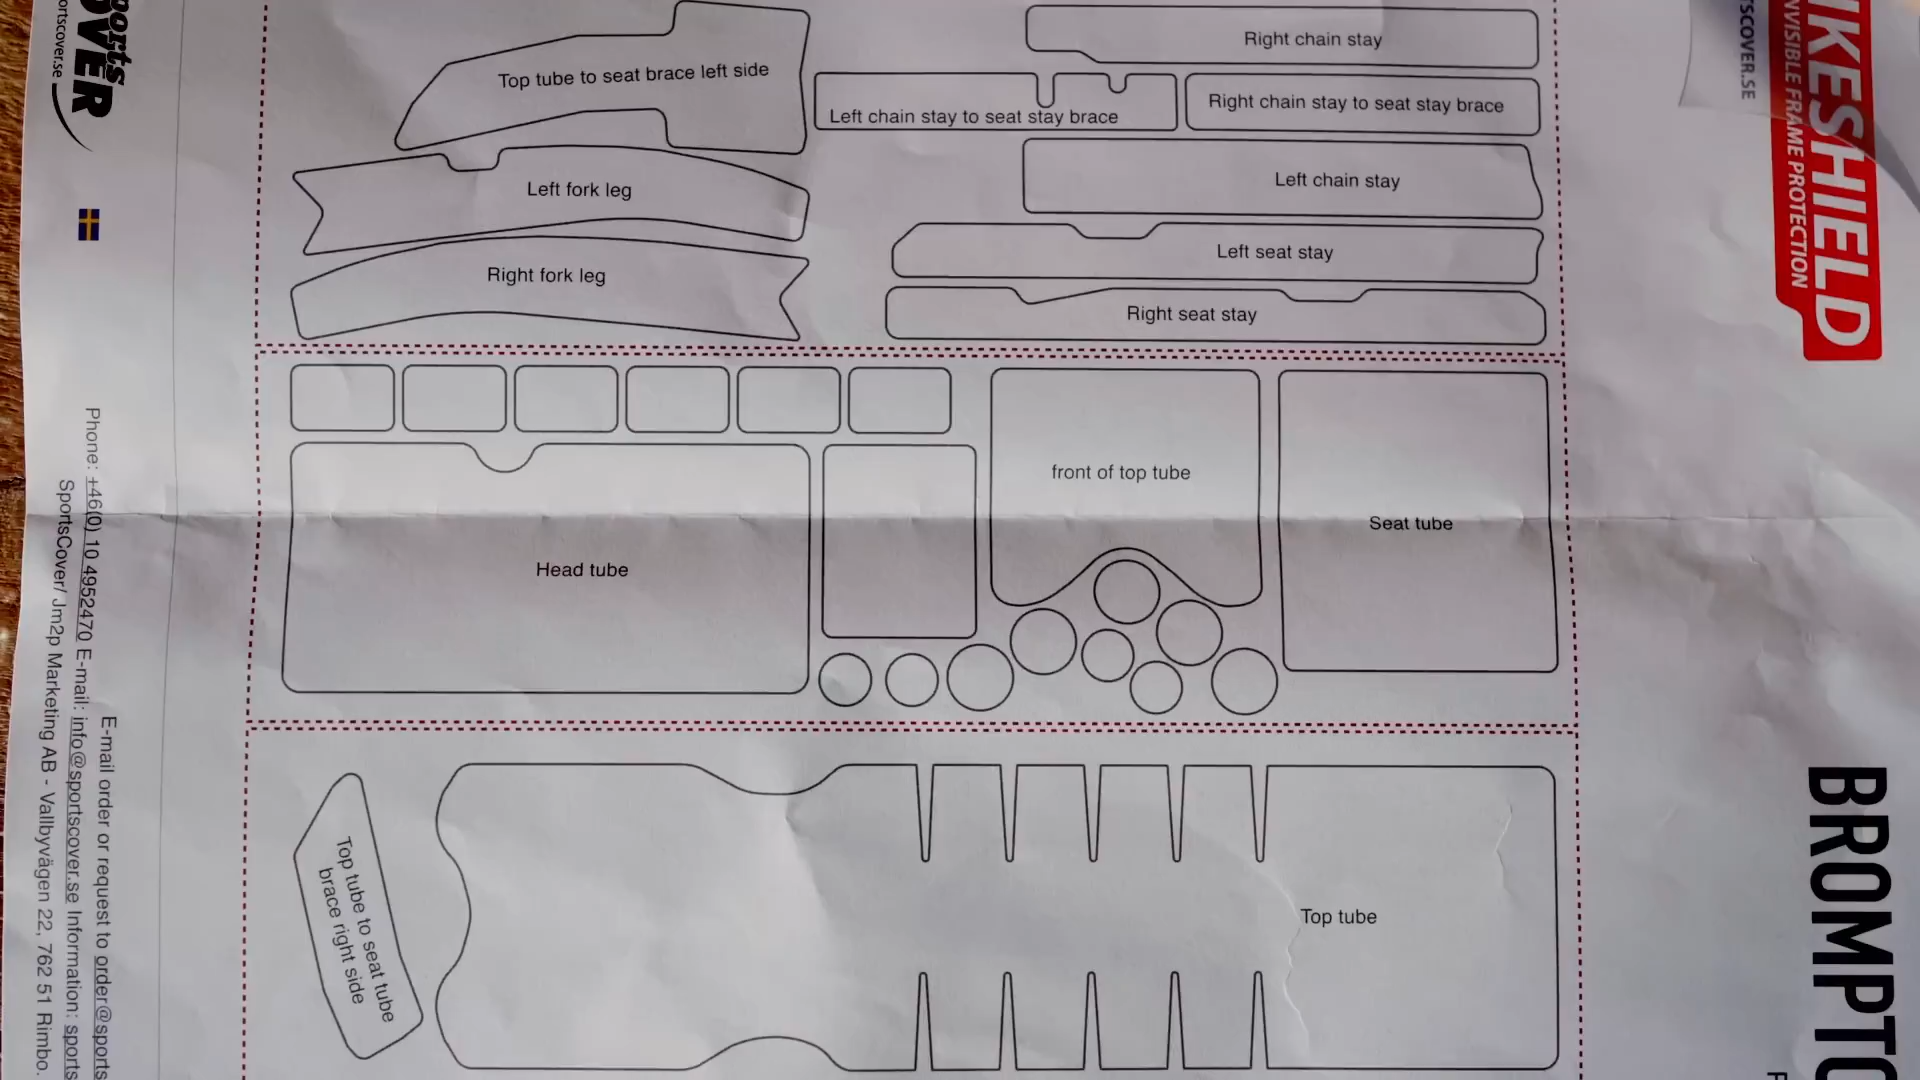 Top tube to seat brace left side
Right chain stay
Left chain stay to seat stay brace
Right chain stay to seat stay brace
Left fork leg
Left chain stay
Right fork leg
Left seat stay
Right seat stay
front of top tube
Seat tube
Head tube
Top tube to seat tube
brace right side
Top tube
IKESHIELD
NVISIBLE FRAME PROTECTION
TSCOVER.SE
BROMPTO
ports
OVER
ortscover.se
E-mail order or request to order@sports
Phone: +46(0) 10 4952470 E-mail: info@sportscover.se Information: sports
SportsCover/ Jm2p Marketing AB - Vallbyvägen 22, 762 51 Rimbo.